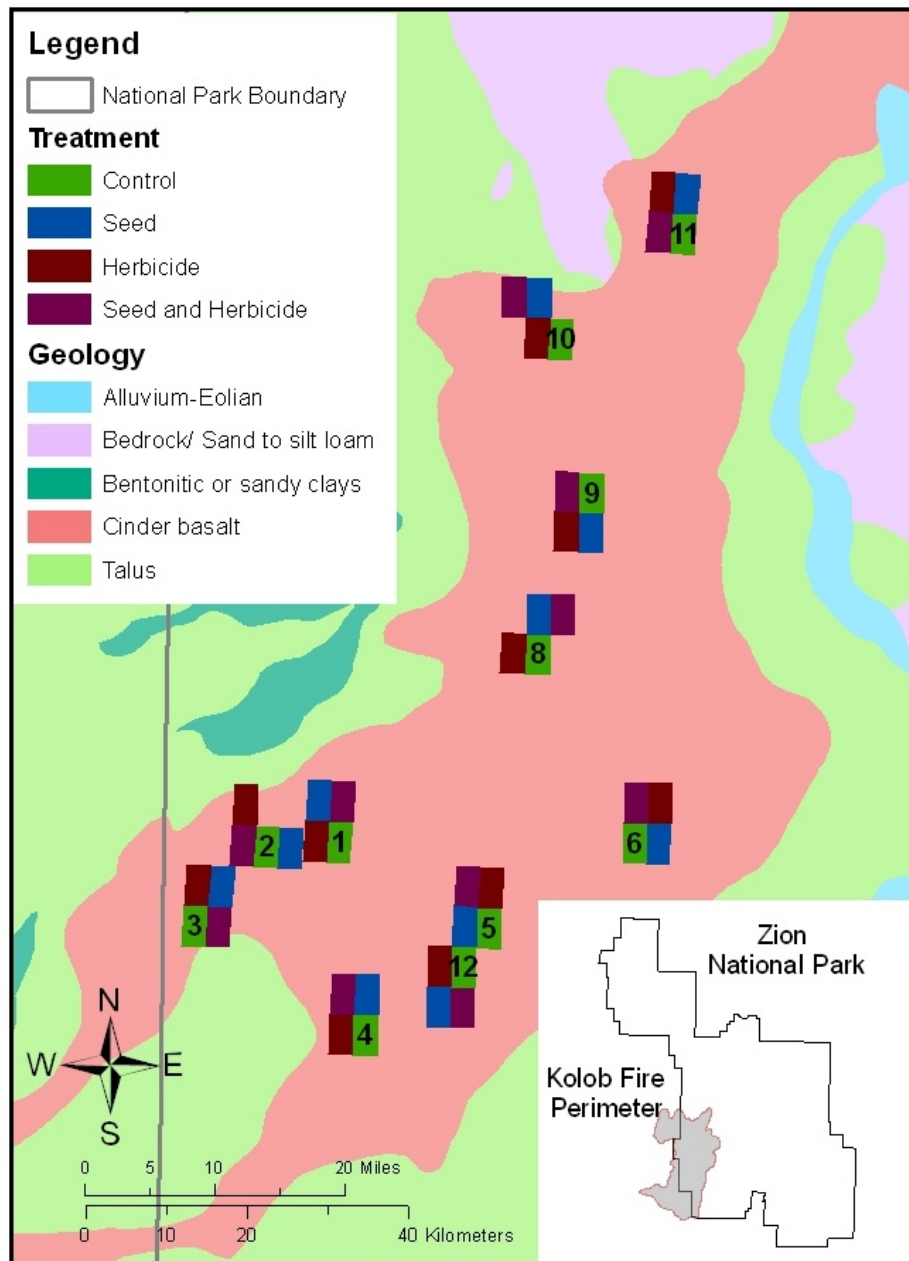 Legend
National Park Boundary
Treatment
Control
Seed
Herbicide
Seed and Herbicide
Geology
Alluvium-Eolian
Bedrock/ Sand to silt loam
Bentonitic or sandy clays
Cinder basalt
Talus
11
10
9
8
2
1
6
3
5
12
4
N
W E
S
0 5 10 20 Miles
0 10 20 40 Kilometers
Zion
National Park
Kolob Fire
Perimeter